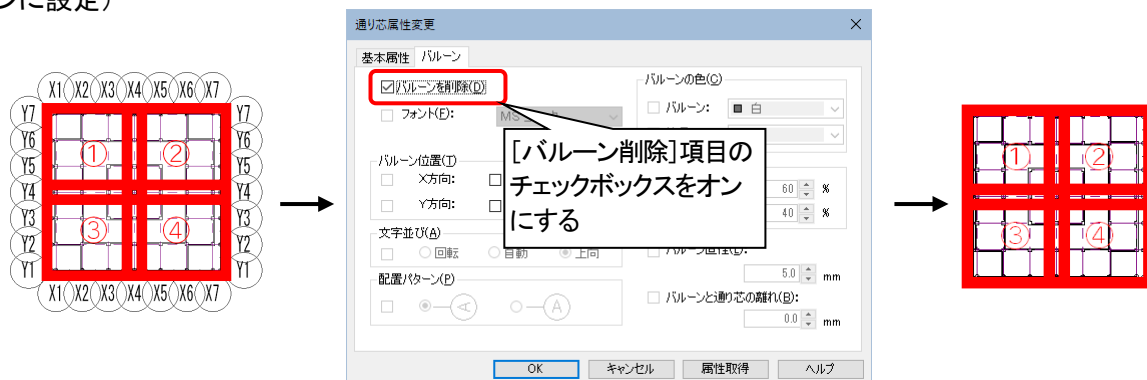 ンに設定）
X1 X2 X3 X4 X5 X6 X7
Y7 Y7
Y6 Y6
Y5 Y5
Y4 Y4
Y3 Y3
Y2 Y2
Y1 Y1
X1 X2 X3 X4 X5 X6 X7
① ②
③ ④
通り芯属性変更
基本属性 バルーン
バルーンを削除(D)
フォント(F):
バルーン位置(T)
X方向:
Y方向:
文字並び(A)
回転 自動 上向
配置パターン(P)
A A
バルーンの色(C)
バルーン: 白
60 %
40 %
5.0 mm
バルーンと通り芯の離れ(B):
0.0 mm
[バルーン削除]項目の
チェックボックスをオン
にする
OK キャンセル 属性取得 ヘルプ
① ②
③ ④